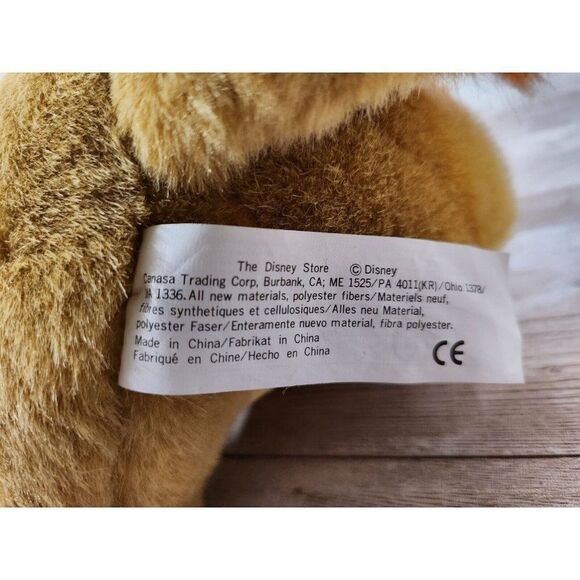 The Disney Store © Disney
Canasa Trading Corp, Burbank, CA; ME 1525/PA 4011(KR)/Ohio 1378/
MA 1336. All new materials, polyester fibers/Materiels neuf,
fibres synthetiques et cellulosiques/Alles neu Material,
polyester Faser/Enteramente nuevo material, fibra polyester.
Made in China/Fabrikat in China
Fabriqué en Chine/Hecho en China
CE